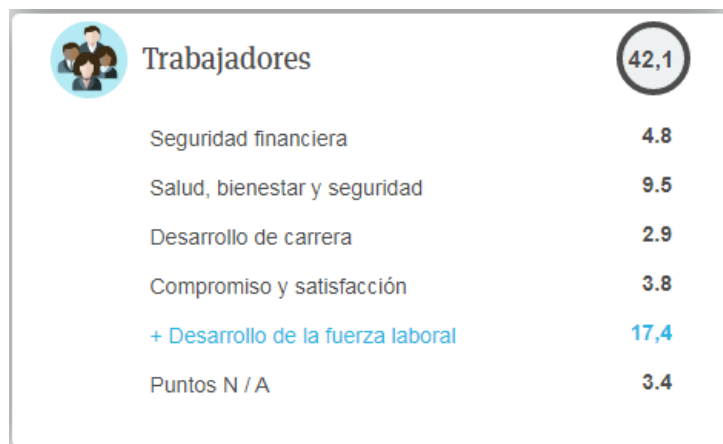 Trabajadores 42,1
Seguridad financiera 4.8
Salud, bienestar y seguridad 9.5
Desarrollo de carrera 2.9
Compromiso y satisfacción 3.8
+ Desarrollo de la fuerza laboral 17,4
Puntos N / A 3.4